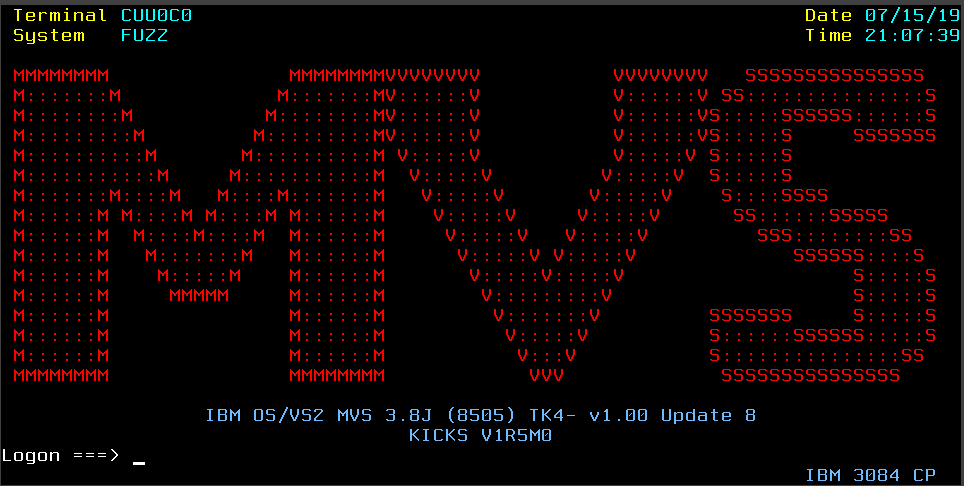 Terminal CUU0C0                                                    Date 07/15/19
System   FUZZ                                                      Time 21:07:39
MMMMMMMM               MMMMMMMMVVVVVVVV           VVVVVVVV   SSSSSSSSSSSSSSS
M:::::::M             M:::::::MV::::::V           V::::::V SS:::::::::::::::S
M::::::::M           M::::::::MV::::::V           V::::::VS:::::SSSSSS::::::S
M:::::::::M         M:::::::::MV::::::V           V::::::VS:::::S     SSSSSSS
M::::::::::M       M::::::::::M V:::::V           V:::::V S:::::S
M:::::::::::M     M:::::::::::M  V:::::V         V:::::V  S:::::S
M:::::::M::::M   M::::M:::::::M   V:::::V       V:::::V    S::::SSSS
M::::::M M::::M M::::M M::::::M    V:::::V     V:::::V      SS::::::SSSSS
M::::::M  M::::M::::M  M::::::M     V:::::V   V:::::V         SSS::::::::SS
M::::::M   M:::::::M   M::::::M      V:::::V V:::::V             SSSSSS::::S
M::::::M    M:::::M    M::::::M       V:::::V:::::V                   S:::::S
M::::::M     MMMMM     M::::::M        V:::::::::V                    S:::::S
M::::::M               M::::::M         V:::::::V         SSSSSSS     S:::::S
M::::::M               M::::::M          V:::::V          S::::::SSSSSS:::::S
M::::::M               M::::::M           V:::V           S:::::::::::::::SS
MMMMMMMM               MMMMMMMM            VVV             SSSSSSSSSSSSSSS
IBM OS/VS2 MVS 3.8J (8505) TK4- v1.00 Update 8
KICKS V1R5M0
Logon ===> _
IBM 3084 CP